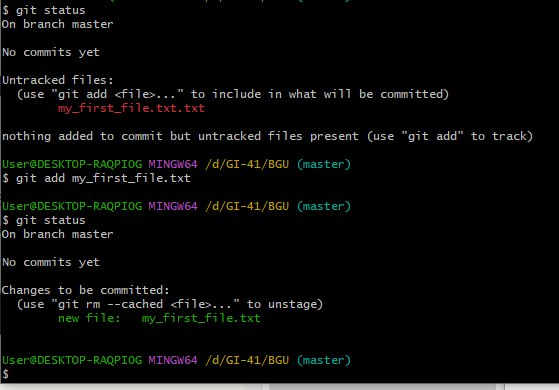 $ git status
On branch master
No commits yet
Untracked files:
(use "git add <file>..." to include in what will be committed)
my_first_file.txt.txt
nothing added to commit but untracked files present (use "git add" to track)
User@DESKTOP-RAQPIOG MINGW64 /d/GI-41/BGU (master)
$ git add my_first_file.txt
User@DESKTOP-RAQPIOG MINGW64 /d/GI-41/BGU (master)
$ git status
On branch master
No commits yet
Changes to be committed:
(use "git rm --cached <file>..." to unstage)
new file:   my_first_file.txt
User@DESKTOP-RAQPIOG MINGW64 /d/GI-41/BGU (master)
$